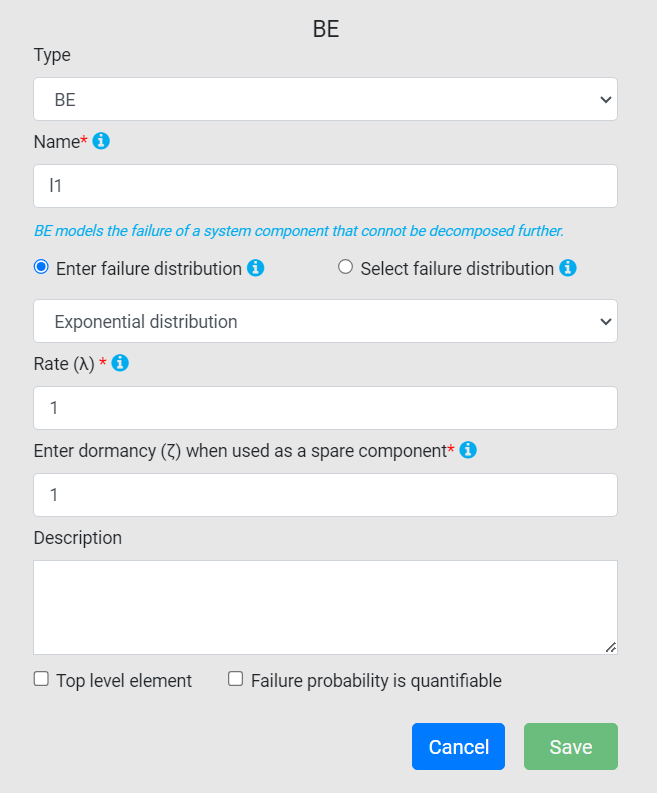 BE
Type
BE
Name*
l1
BE models the failure of a system component that connot be decomposed further.
Enter failure distribution Select failure distribution
Exponential distribution
Rate (λ) *
1
Enter dormancy (ζ) when used as a spare component*
1
Description
Top level element Failure probability is quantifiable
Cancel Save